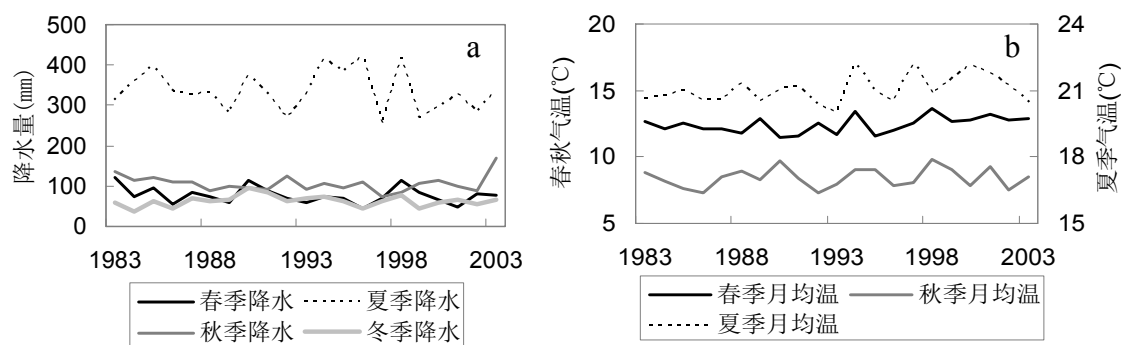 a
500
400
300
200
100
0
降水量(mm)
1983 1988 1993 1998 2003
春季降水 夏季降水
秋季降水 冬季降水
b
20
15
10
5
春秋气温(℃)
24
21
18
15
夏季气温(℃)
1983 1988 1993 1998 2003
春季月均温 秋季月均温
夏季月均温